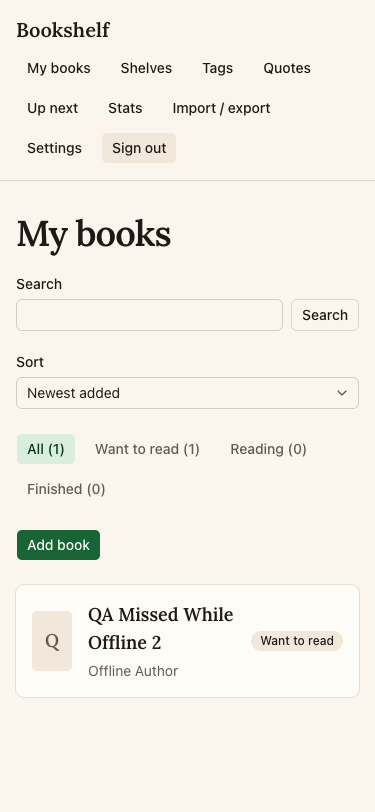 Bookshelf
My books Shelves Tags Quotes
Up next Stats Import / export
Settings Sign out
My books
Search
Search
Sort
Newest added
All (1) Want to read (1) Reading (0)
Finished (0)
Add book
Q
QA Missed While
Offline 2
Offline Author
Want to read